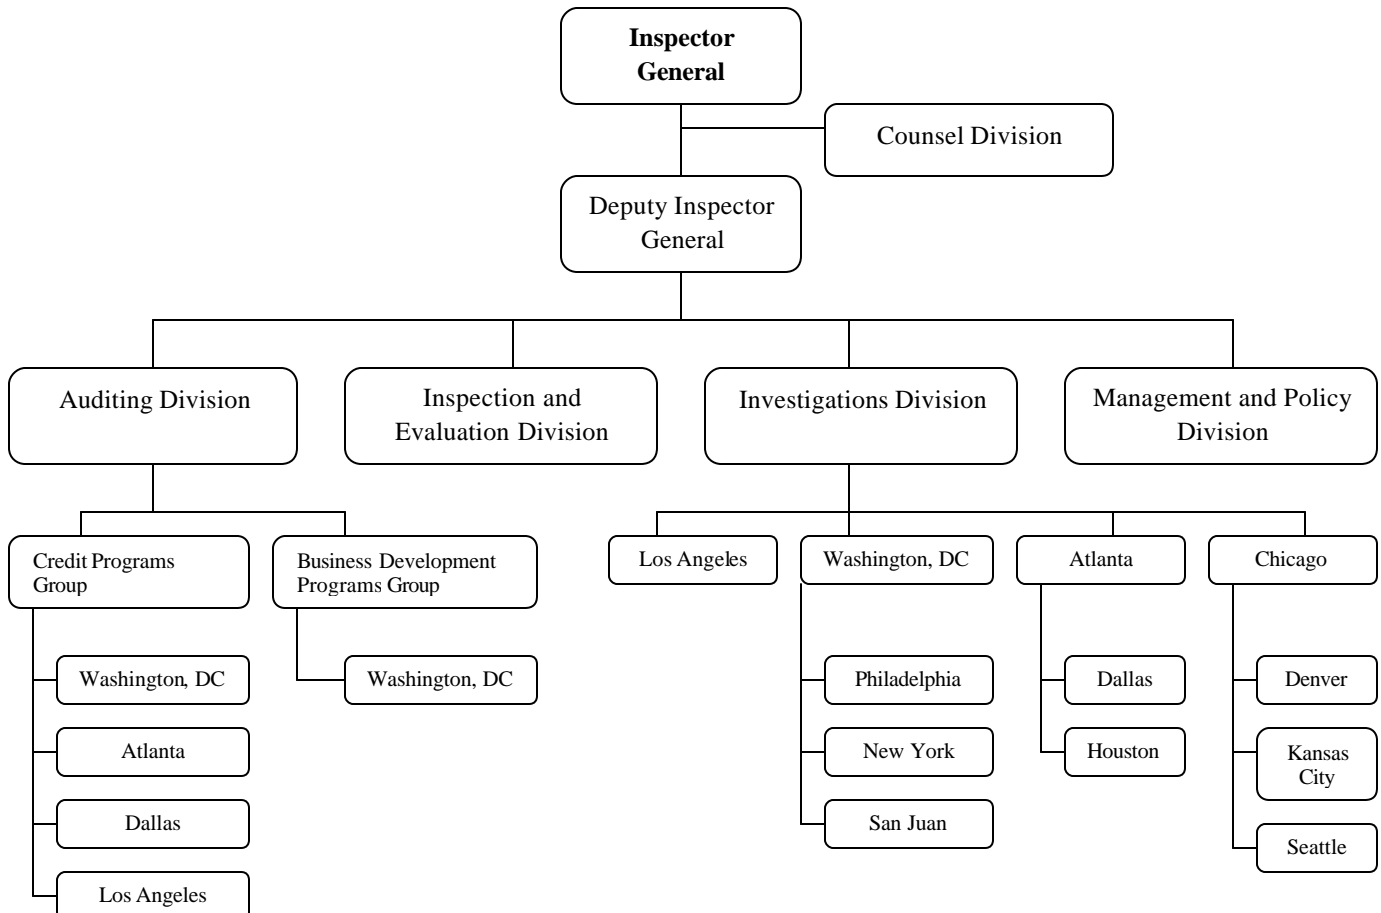 Inspector
General
Counsel Division
Deputy Inspector
General
Auditing Division
Inspection and
Evaluation Division
Investigations Division
Management and Policy
Division
Credit Programs
Group
Business Development
Programs Group
Los Angeles
Washington, DC
Atlanta
Chicago
Washington, DC
Atlanta
Dallas
Los Angeles
Washington, DC
Philadelphia
New York
San Juan
Dallas
Houston
Denver
Kansas
City
Seattle